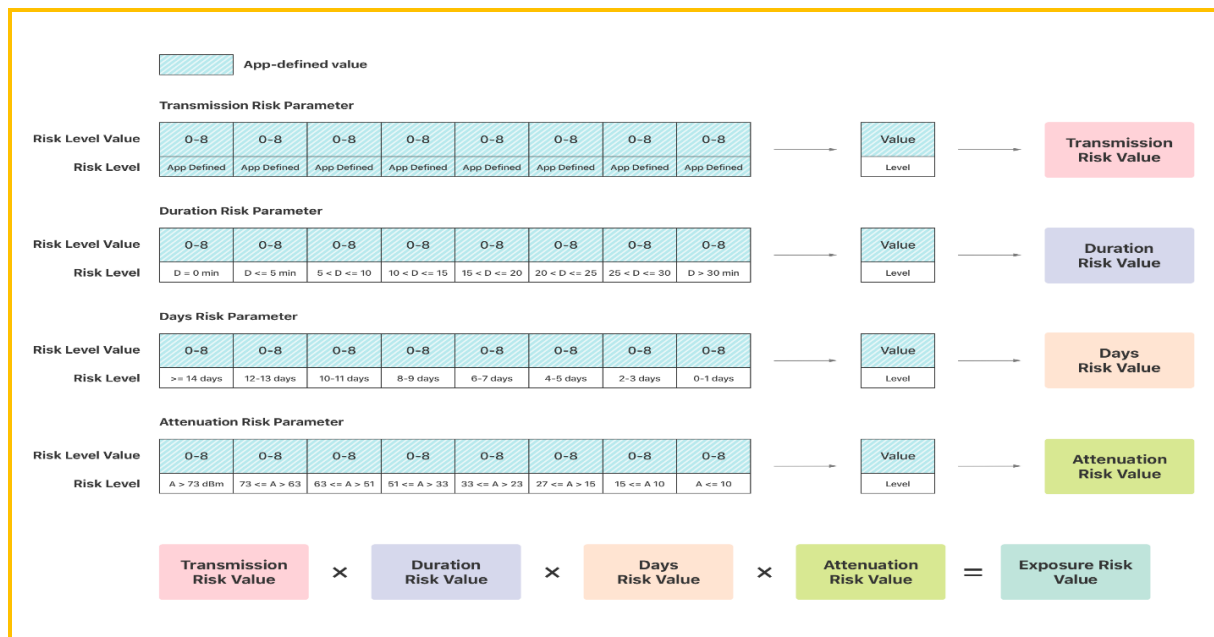 App-defined value
Transmission Risk Parameter
Risk Level Value 0-8 0-8 0-8 0-8 0-8 0-8 0-8 0-8 Value
Risk Level App Defined App Defined App Defined App Defined App Defined App Defined App Defined App Defined Level
Transmission
Risk Value
Duration Risk Parameter
Risk Level Value 0-8 0-8 0-8 0-8 0-8 0-8 0-8 0-8 Value
Risk Level D = 0 min D <= 5 min 5 < D <= 10 10 < D <= 15 15 < D <= 20 20 < D <= 25 25 < D <= 30 D > 30 min Level
Duration
Risk Value
Days Risk Parameter
Risk Level Value 0-8 0-8 0-8 0-8 0-8 0-8 0-8 0-8 Value
Risk Level >= 14 days 12-13 days 10-11 days 8-9 days 6-7 days 4-5 days 2-3 days 0-1 days Level
Days
Risk Value
Attenuation Risk Parameter
Risk Level Value 0-8 0-8 0-8 0-8 0-8 0-8 0-8 0-8 Value
Risk Level A > 73 dBm 73 <= A > 63 63 <= A > 51 51 <= A > 33 33 <= A > 23 27 <= A > 15 15 <= A 10 A <= 10 Level
Attenuation
Risk Value
Transmission Risk Value × Duration Risk Value × Days Risk Value × Attenuation Risk Value = Exposure Risk Value